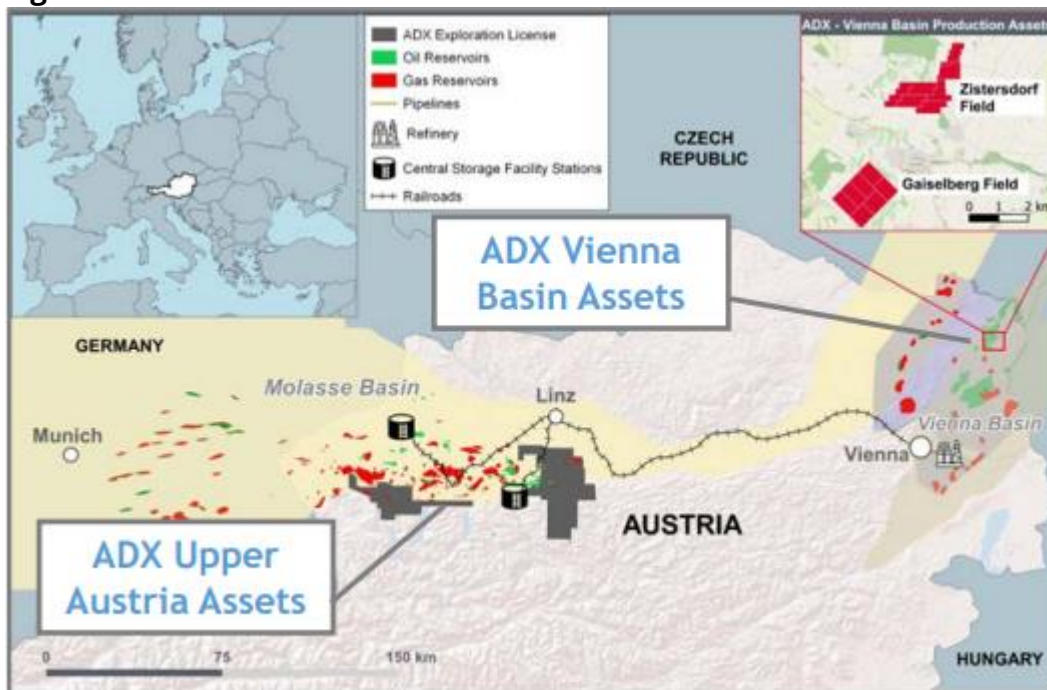 ADX Exploration License
Oil Reservoirs
Gas Reservoirs
Pipelines
Refinery
Central Storage Facility Stations
Railroads
ADX - Vienna Basin Production Assets
Zistersdorf
Field
Gaiselberg Field
0 1 2 km
CZECH
REPUBLIC
ADX Vienna
Basin Assets
GERMANY
Molasse Basin
Linz
Munich
Vienna Basin
Vienna
AUSTRIA
ADX Upper
Austria Assets
0 75 150 km
HUNGARY